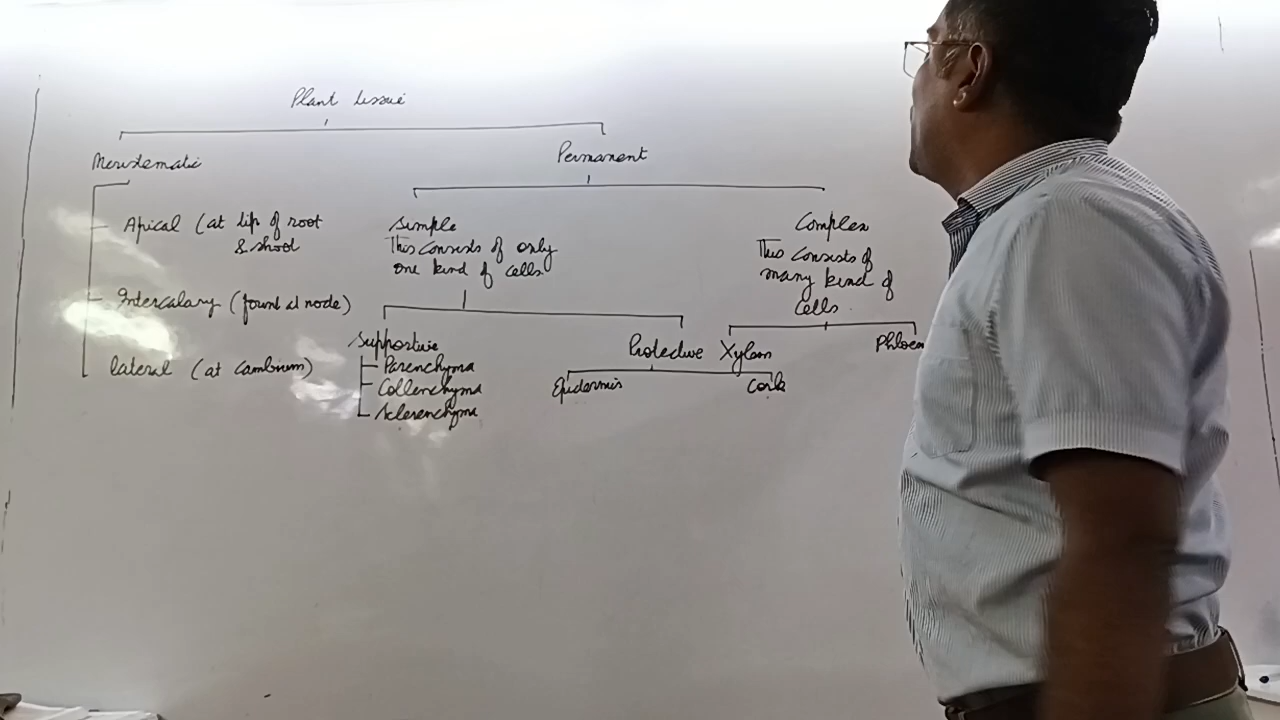 Plant tissue
Meristematic
Permanent
Apical (at tip of root
& shoot
Intercalary (found at node)
lateral (at cambium)
Simple
This consists of only
one kind of cells
Complex
This consists of
many kind of
cells
Supportive
Parenchyma
Collenchyma
Sclerenchyma
Protective
Epidermis
Cork
Xylem
Phloem